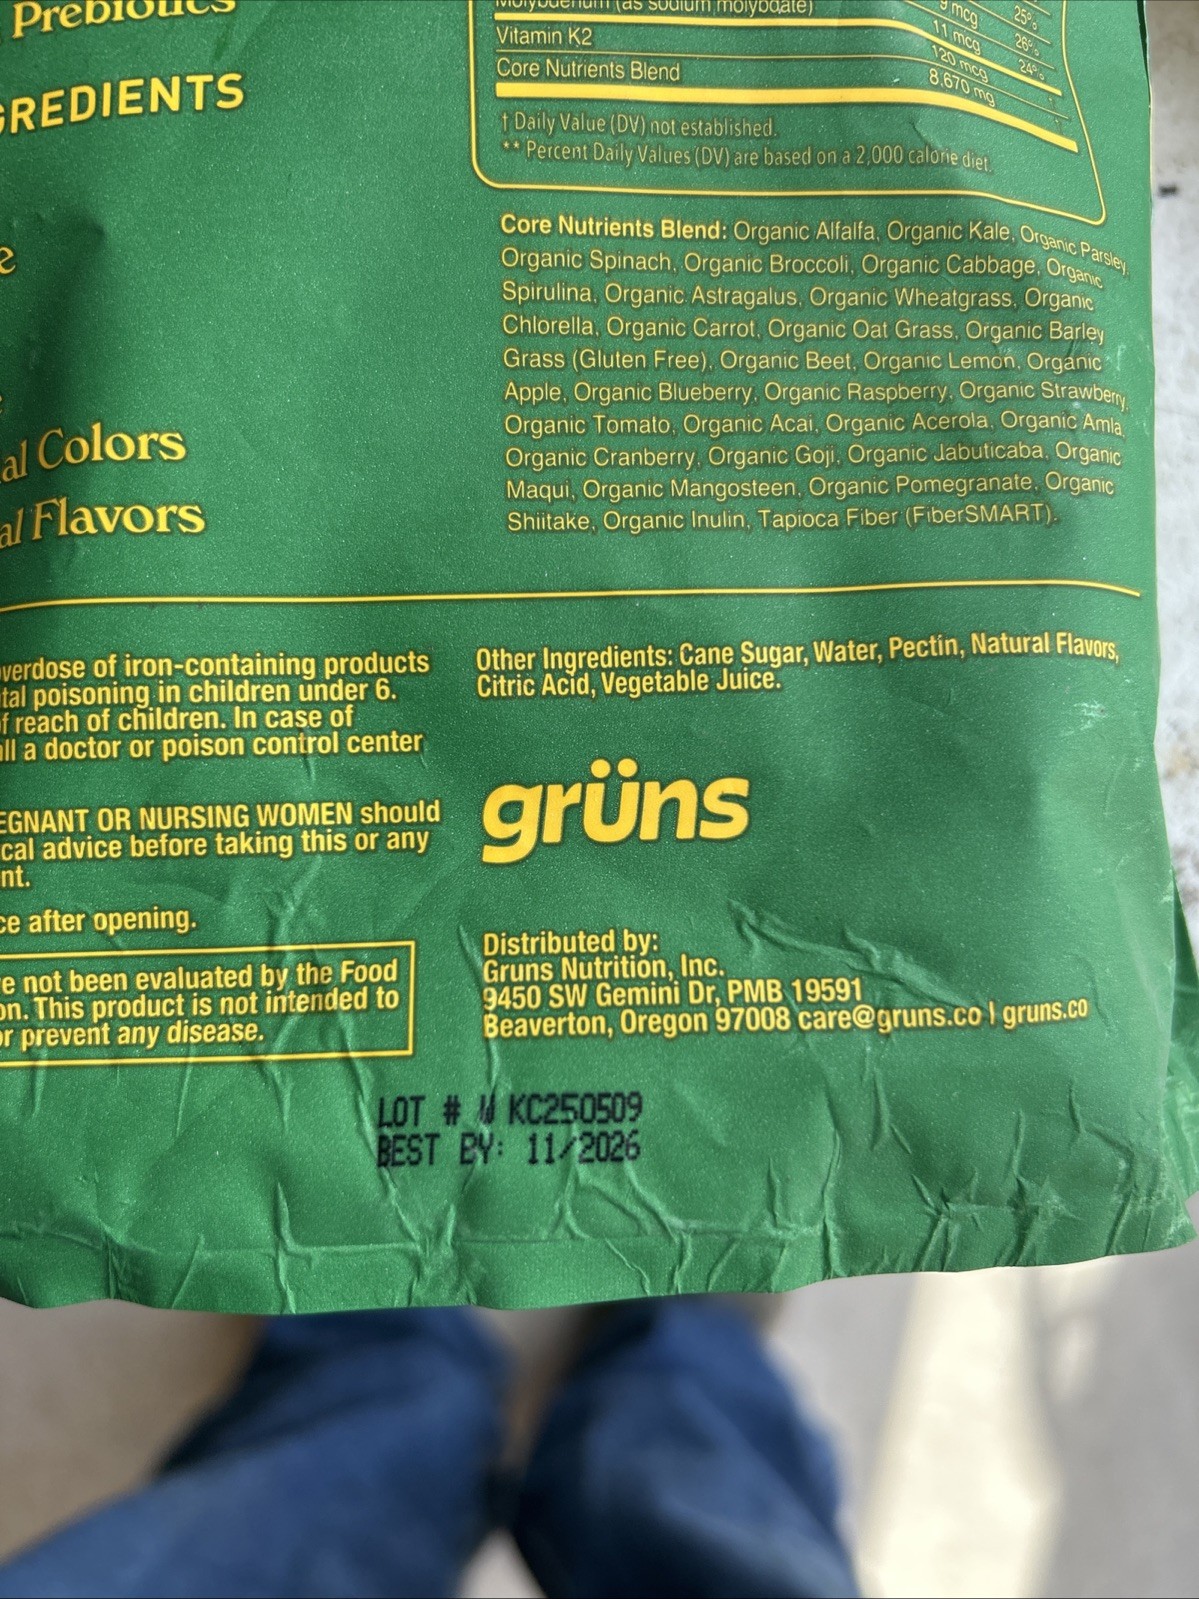 Prebiotics
GREDIENTS
e
al Colors
al Flavors
Molybdenum (as sodium molybdate)
9 mcg 25%
11 mcg 26%
Vitamin K2 120 mcg 24%
Core Nutrients Blend 8,670 mg
† Daily Value (DV) not established.
** Percent Daily Values (DV) are based on a 2,000 calorie diet.
Core Nutrients Blend: Organic Alfalfa, Organic Kale, Organic Parsley,
Organic Spinach, Organic Broccoli, Organic Cabbage, Organic
Spirulina, Organic Astragalus, Organic Wheatgrass, Organic
Chlorella, Organic Carrot, Organic Oat Grass, Organic Barley
Grass (Gluten Free), Organic Beet, Organic Lemon, Organic
Apple, Organic Blueberry, Organic Raspberry, Organic Strawberry,
Organic Tomato, Organic Acai, Organic Acerola, Organic Amla,
Organic Cranberry, Organic Goji, Organic Jabuticaba, Organic
Maqui, Organic Mangosteen, Organic Pomegranate, Organic
Shiitake, Organic Inulin, Tapioca Fiber (FiberSMART).
verdose of iron-containing products
tal poisoning in children under 6.
f reach of children. In case of
all a doctor or poison control center
EGNANT OR NURSING WOMEN should
cal advice before taking this or any
nt.
ce after opening.
e not been evaluated by the Food
on. This product is not intended to
or prevent any disease.
Other Ingredients: Cane Sugar, Water, Pectin, Natural Flavors,
Citric Acid, Vegetable Juice.
grüns
Distributed by:
Gruns Nutrition, Inc.
9450 SW Gemini Dr, PMB 19591
Beaverton, Oregon 97008 care@gruns.co | gruns.co
LOT # KC250509
BEST BY: 11/2026